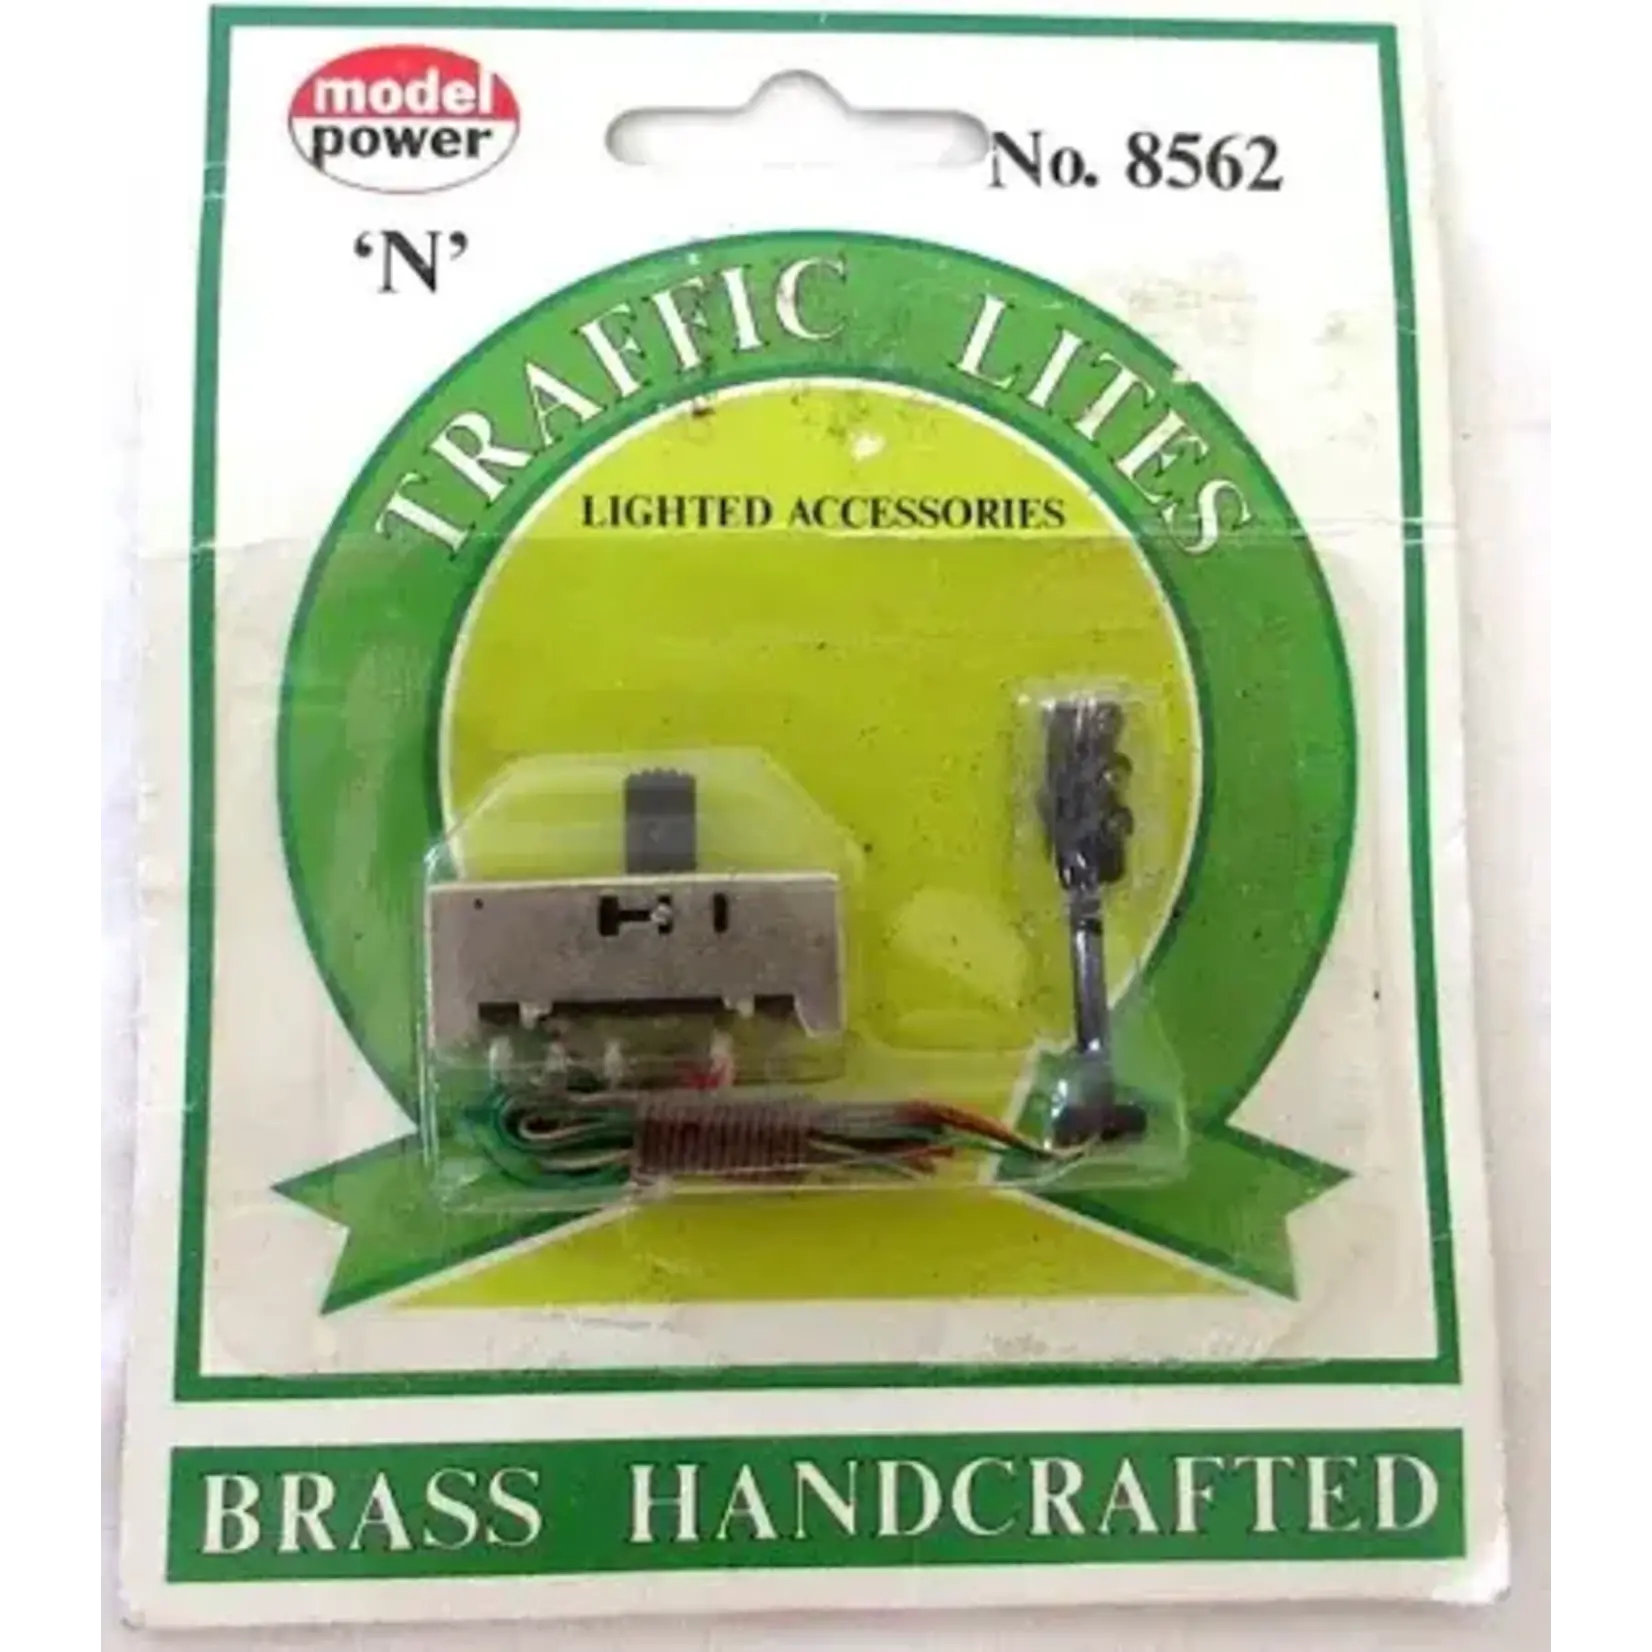 model
power
No. 8562
‘N’
TRAFFIC LITES
LIGHTED ACCESSORIES
BRASS HANDCRAFTED